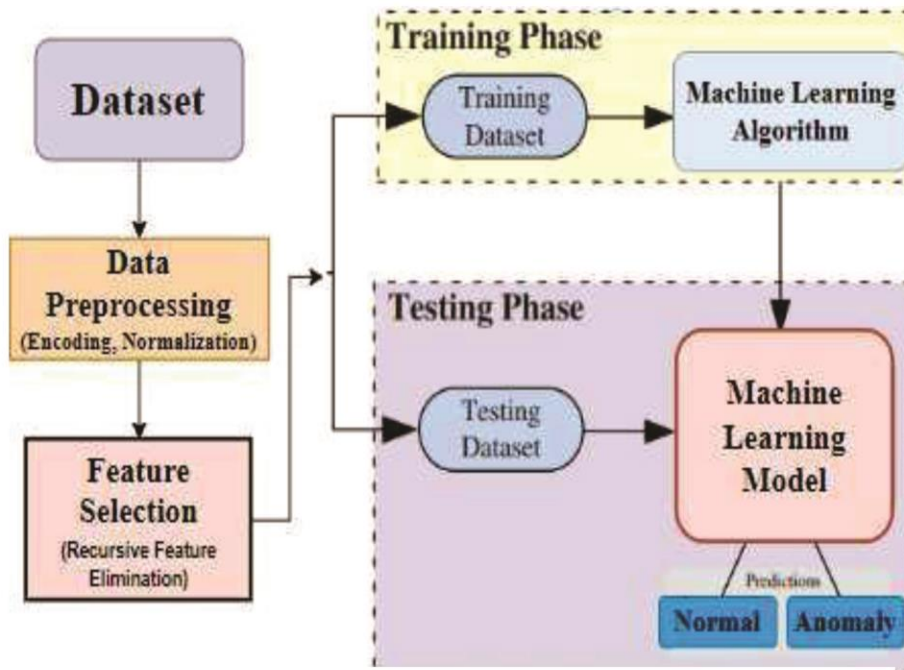 Dataset
Data
Preprocessing
(Encoding, Normalization)
Feature
Selection
(Recursive Feature
Elimination)
Training Phase
Training
Dataset
Machine Learning
Algorithm
Testing Phase
Testing
Dataset
Machine
Learning
Model
Predictions
Normal
Anomaly